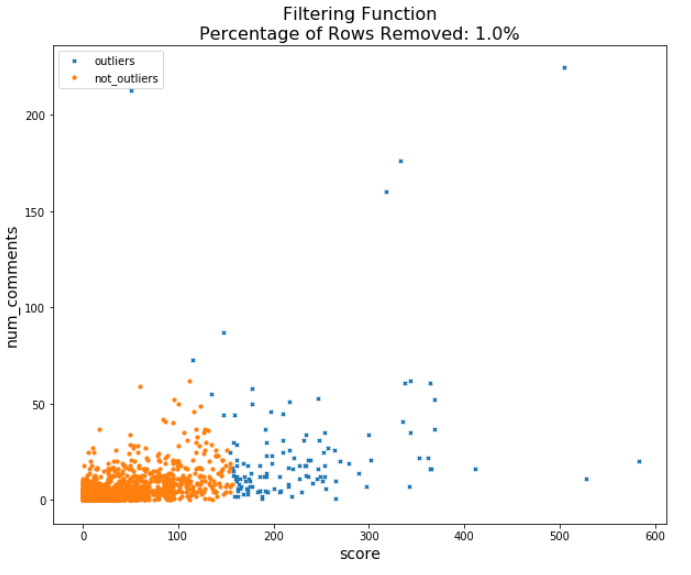 Filtering Function
Percentage of Rows Removed: 1.0%
outliers
not_outliers
num_comments
200
150
100
50
0
0 100 200 300 400 500 600
score